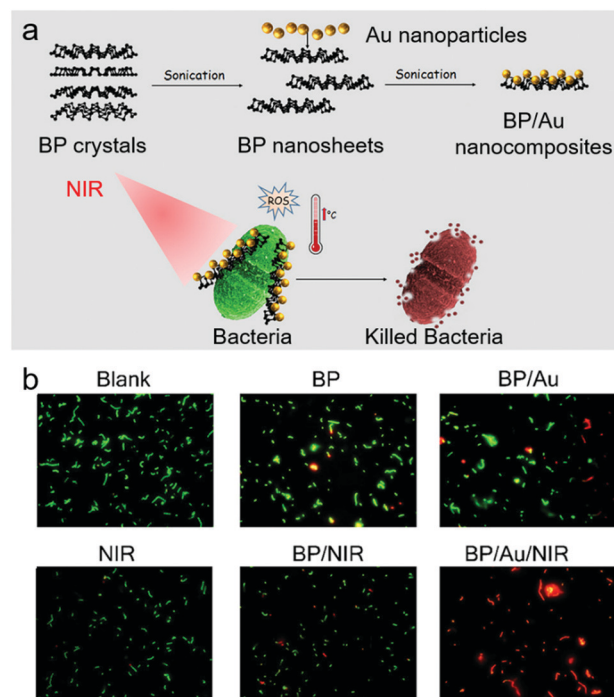 a
Au nanoparticles
Sonication
Sonication
BP crystals
BP nanosheets
BP/Au
nanocomposites
NIR
ROS
°C
Bacteria
Killed Bacteria
b
Blank
BP
BP/Au
NIR
BP/NIR
BP/Au/NIR